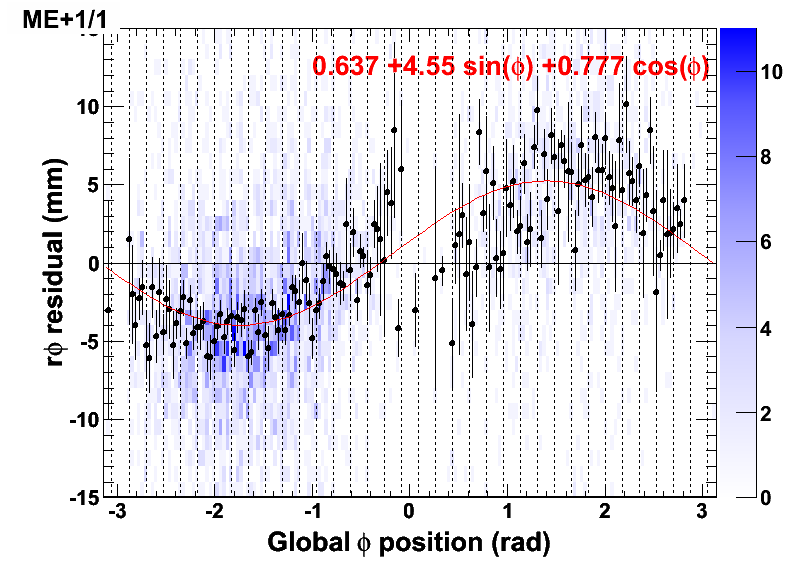 ME+1/1
0.637 +4.55 sin(ϕ) +0.777 cos(ϕ)
10
5
0
-5
-10
-15
rϕ residual (mm)
-3 -2 -1 0 1 2 3
Global ϕ position (rad)
10
8
6
4
2
0